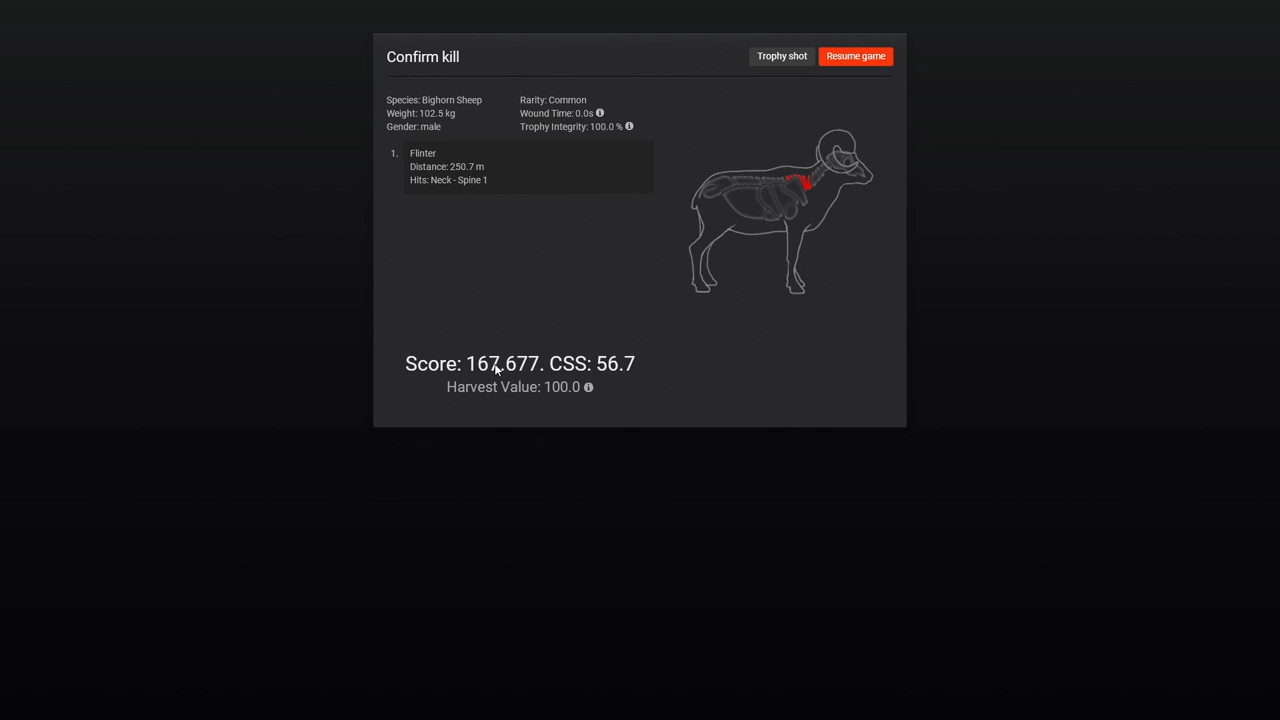 Confirm kill
Trophy shot
Resume game
Species: Bighorn Sheep
Weight: 102.5 kg
Gender: male
Rarity: Common
Wound Time: 0.0s
Trophy Integrity: 100.0 %
1.
Flinter
Distance: 250.7 m
Hits: Neck - Spine 1
Score: 167.677. CSS: 56.7
Harvest Value: 100.0